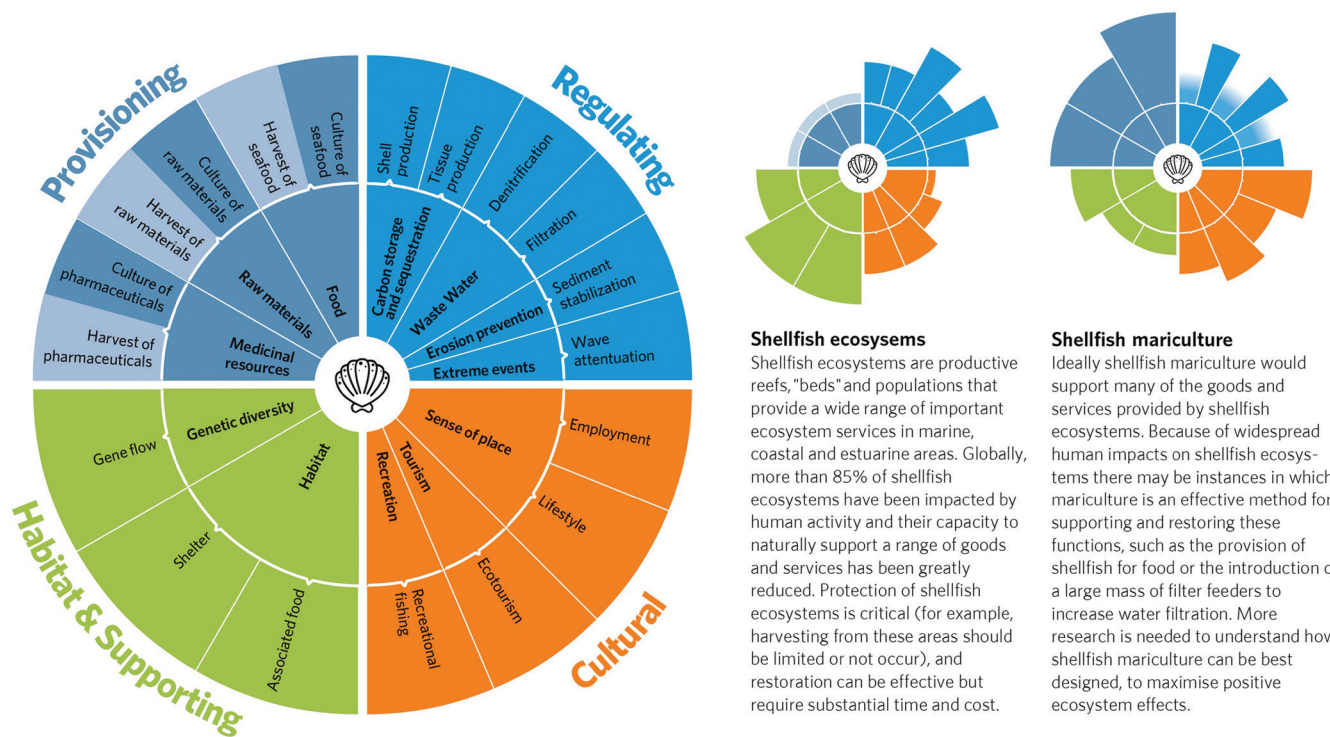 Provisioning
Regulating
Habitat & Supporting
Cultural
Harvest of
pharmaceuticals
Culture of
pharmaceuticals
Harvest of
raw materials
Culture of
raw materials
Harvest of
seafood
Culture of
seafood
Medicinal
resources
Raw materials
Food
Shell
production
Tissue
production
Denitrification
Filtration
Sediment
stabilization
Wave
attentuation
Carbon storage
and sequestration
Waste Water
Erosion prevention
Extreme events
Genetic diversity
Habitat
Gene flow
Shelter
Associated food
Sense of place
Tourism
Recreation
Employment
Lifestyle
Ecotourism
Recreational
fishing
Shellfish ecosysems
Shellfish ecosystems are productive
reefs, "beds" and populations that
provide a wide range of important
ecosystem services in marine,
coastal and estuarine areas. Globally,
more than 85% of shellfish
ecosystems have been impacted by
human activity and their capacity to
naturally support a range of goods
and services has been greatly
reduced. Protection of shellfish
ecosystems is critical (for example,
harvesting from these areas should
be limited or not occur), and
restoration can be effective but
require substantial time and cost.
Shellfish mariculture
Ideally shellfish mariculture would
support many of the goods and
services provided by shellfish
ecosystems. Because of widespread
human impacts on shellfish ecosys-
tems there may be instances in which
mariculture is an effective method for
supporting and restoring these
functions, such as the provision of
shellfish for food or the introduction
a large mass of filter feeders to
increase water filtration. More
research is needed to understand how
shellfish mariculture can be best
designed, to maximise positive
ecosystem effects.